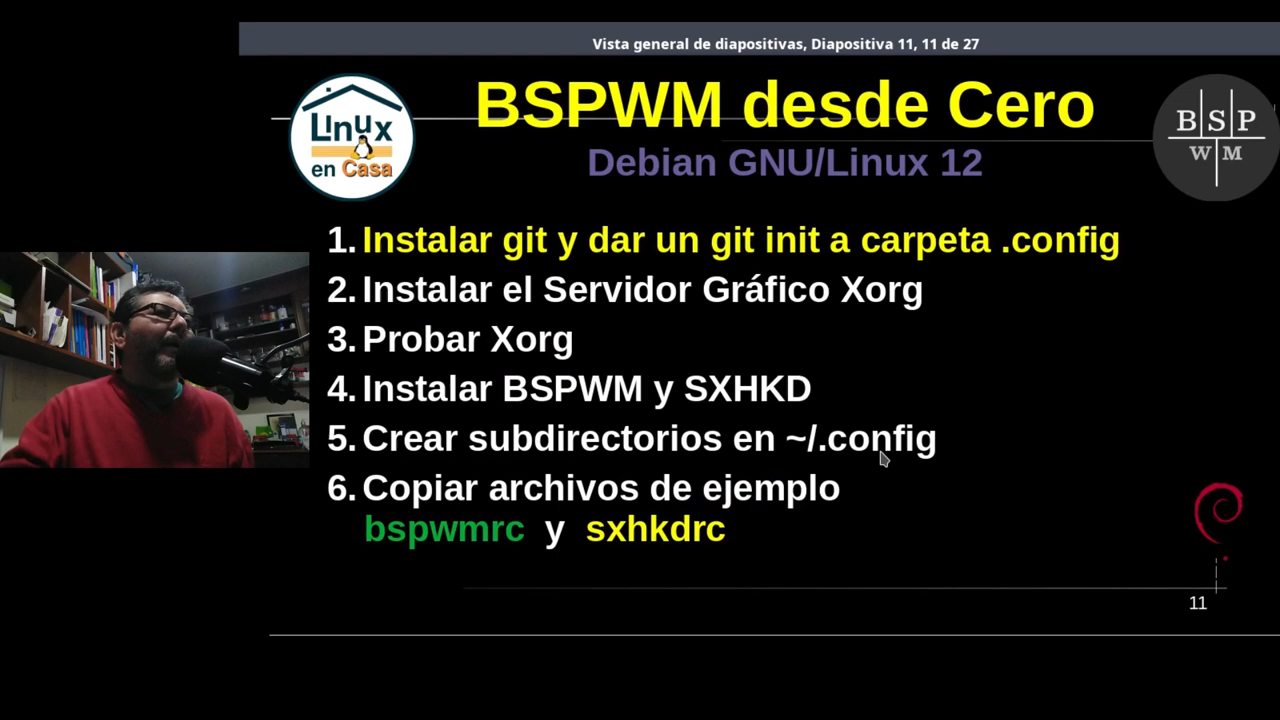 Vista general de diapositivas, Diapositiva 11, 11 de 27
Linux
en Casa
BSPWM desde Cero
Debian GNU/Linux 12
B S P
W M
1. Instalar git y dar un git init a carpeta .config
2. Instalar el Servidor Gráfico Xorg
3. Probar Xorg
4. Instalar BSPWM y SXHKD
5. Crear subdirectorios en ~/.config
6. Copiar archivos de ejemplo
bspwmrc y sxhkdrc
11